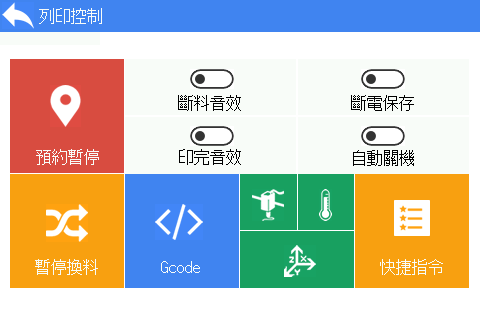 列印控制
斷料音效
斷電保存
預約暫停
印完音效
自動關機
暫停換料
Gcode
Z
X
Y
快捷指令